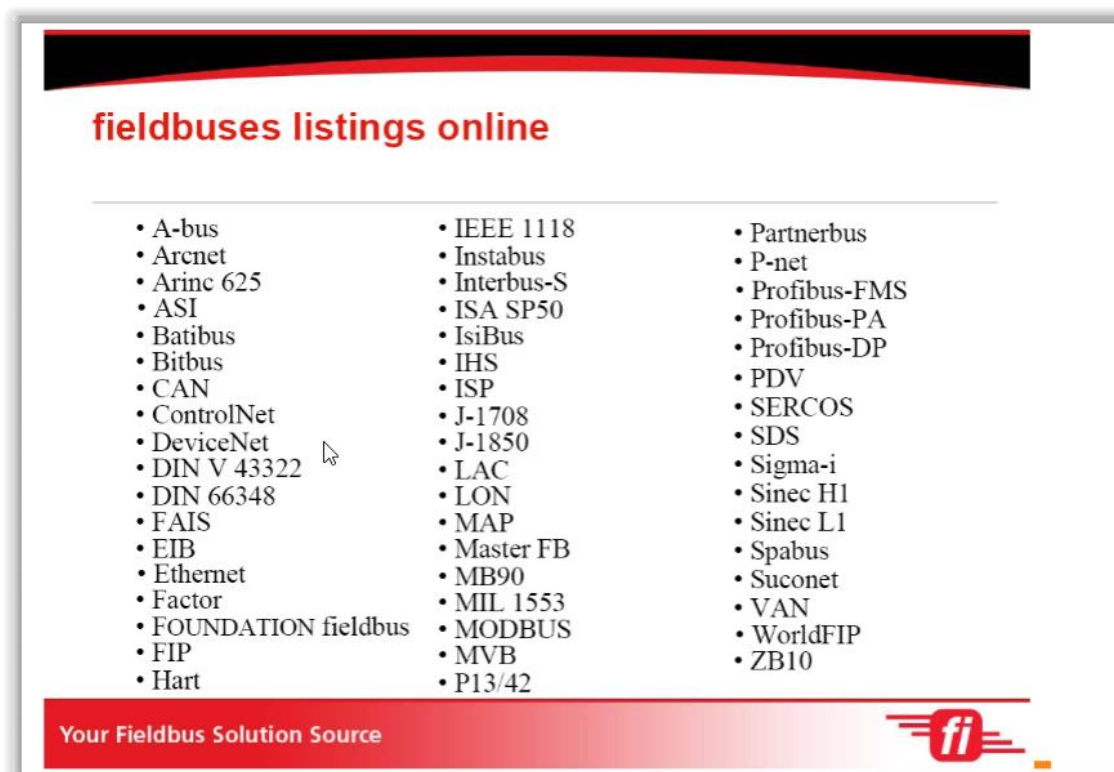 fieldbuses listings online
• A-bus
• Arcnet
• Arinc 625
• ASI
• Batibus
• Bitbus
• CAN
• ControlNet
• DeviceNet
• DIN V 43322
• DIN 66348
• FAIS
• EIB
• Ethernet
• Factor
• FOUNDATION fieldbus
• FIP
• Hart
• IEEE 1118
• Instabus
• Interbus-S
• ISA SP50
• IsiBus
• IHS
• ISP
• J-1708
• J-1850
• LAC
• LON
• MAP
• Master FB
• MB90
• MIL 1553
• MODBUS
• MVB
• P13/42
• Partnerbus
• P-net
• Profibus-FMS
• Profibus-PA
• Profibus-DP
• PDV
• SERCOS
• SDS
• Sigma-i
• Sinec H1
• Sinec L1
• Spabus
• Suconet
• VAN
• WorldFIP
• ZB10
Your Fieldbus Solution Source
fi